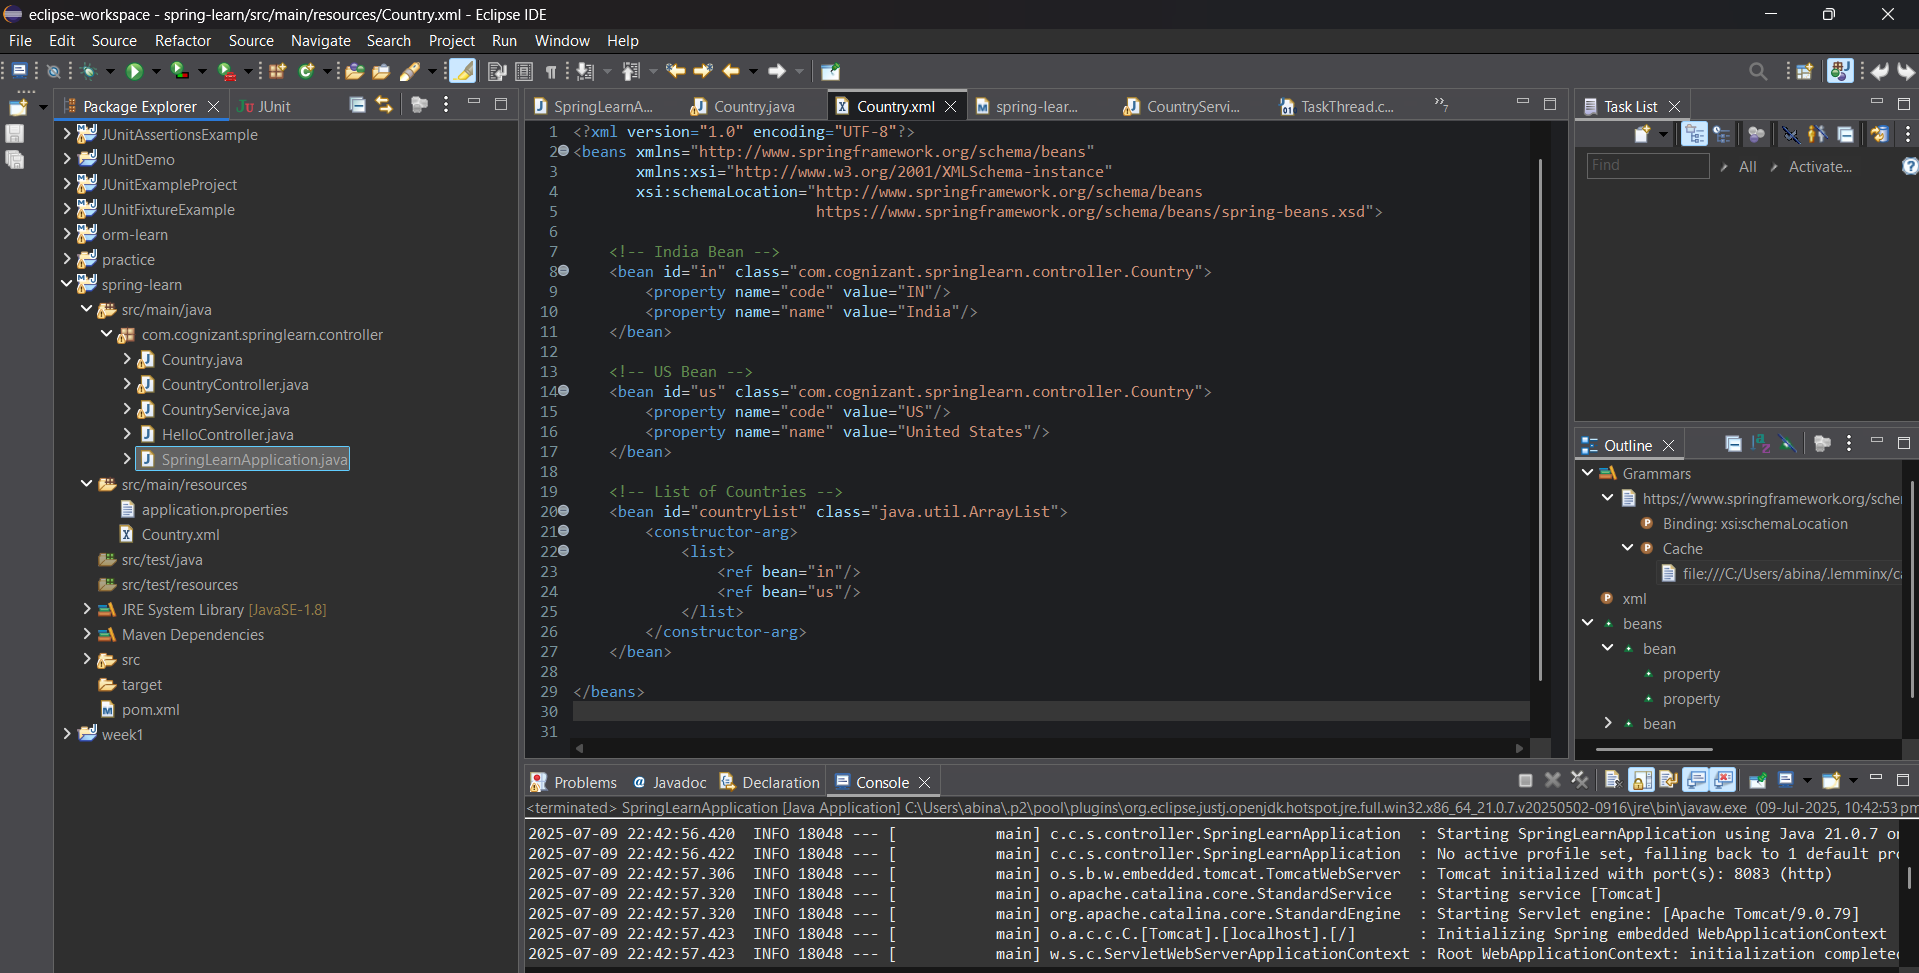 eclipse-workspace - spring-learn/src/main/resources/Country.xml - Eclipse IDE
File Edit Source Refactor Source Navigate Search Project Run Window Help
Package Explorer
JUnit
JUnitAssertionsExample
JUnitDemo
JUnitExampleProject
JUnitFixtureExample
orm-learn
practice
spring-learn
src/main/java
com.cognizant.springlearn.controller
Country.java
CountryController.java
CountryService.java
HelloController.java
SpringLearnApplication.java
src/main/resources
application.properties
Country.xml
src/test/java
src/test/resources
JRE System Library [JavaSE-1.8]
Maven Dependencies
src
target
pom.xml
week1
SpringLearnA... Country.java Country.xml spring-lear... CountryServi... TaskThread.c... »7
1 <?xml version="1.0" encoding="UTF-8"?>
2 <beans xmlns="http://www.springframework.org/schema/beans"
3 xmlns:xsi="http://www.w3.org/2001/XMLSchema-instance"
4 xsi:schemaLocation="http://www.springframework.org/schema/beans
5 https://www.springframework.org/schema/beans/spring-beans.xsd">
6
7 <!-- India Bean -->
8 <bean id="in" class="com.cognizant.springlearn.controller.Country">
9 <property name="code" value="IN"/>
10 <property name="name" value="India"/>
11 </bean>
12
13 <!-- US Bean -->
14 <bean id="us" class="com.cognizant.springlearn.controller.Country">
15 <property name="code" value="US"/>
16 <property name="name" value="United States"/>
17 </bean>
18
19 <!-- List of Countries -->
20 <bean id="countryList" class="java.util.ArrayList">
21 <constructor-arg>
22 <list>
23 <ref bean="in"/>
24 <ref bean="us"/>
25 </list>
26 </constructor-arg>
27 </bean>
28
29 </beans>
30
31
Task List
Find All Activate...
Outline
Grammars
https://www.springframework.org/sche
Binding: xsi:schemaLocation
Cache
file:///C:/Users/abina/.lemminx/ca
xml
beans
bean
property
property
bean
Problems Javadoc Declaration Console
<terminated> SpringLearnApplication [Java Application] C:\Users\abina\.p2\pool\plugins\org.eclipse.justj.openjdk.hotspot.jre.full.win32.x86_64_21.0.7.v20250502-0916\jre\bin\javaw.exe (09-Jul-2025, 10:42:53 pm
2025-07-09 22:42:56.420 INFO 18048 --- [ main] c.c.s.controller.SpringLearnApplication : Starting SpringLearnApplication using Java 21.0.7 o
2025-07-09 22:42:56.422 INFO 18048 --- [ main] c.c.s.controller.SpringLearnApplication : No active profile set, falling back to 1 default pr
2025-07-09 22:42:57.306 INFO 18048 --- [ main] o.s.b.w.embedded.tomcat.TomcatWebServer : Tomcat initialized with port(s): 8083 (http)
2025-07-09 22:42:57.320 INFO 18048 --- [ main] o.apache.catalina.core.StandardService : Starting service [Tomcat]
2025-07-09 22:42:57.320 INFO 18048 --- [ main] org.apache.catalina.core.StandardEngine : Starting Servlet engine: [Apache Tomcat/9.0.79]
2025-07-09 22:42:57.423 INFO 18048 --- [ main] o.a.c.c.C.[Tomcat].[localhost].[/] : Initializing Spring embedded WebApplicationContext
2025-07-09 22:42:57.423 INFO 18048 --- [ main] w.s.c.ServletWebServerApplicationContext : Root WebApplicationContext: initialization complete